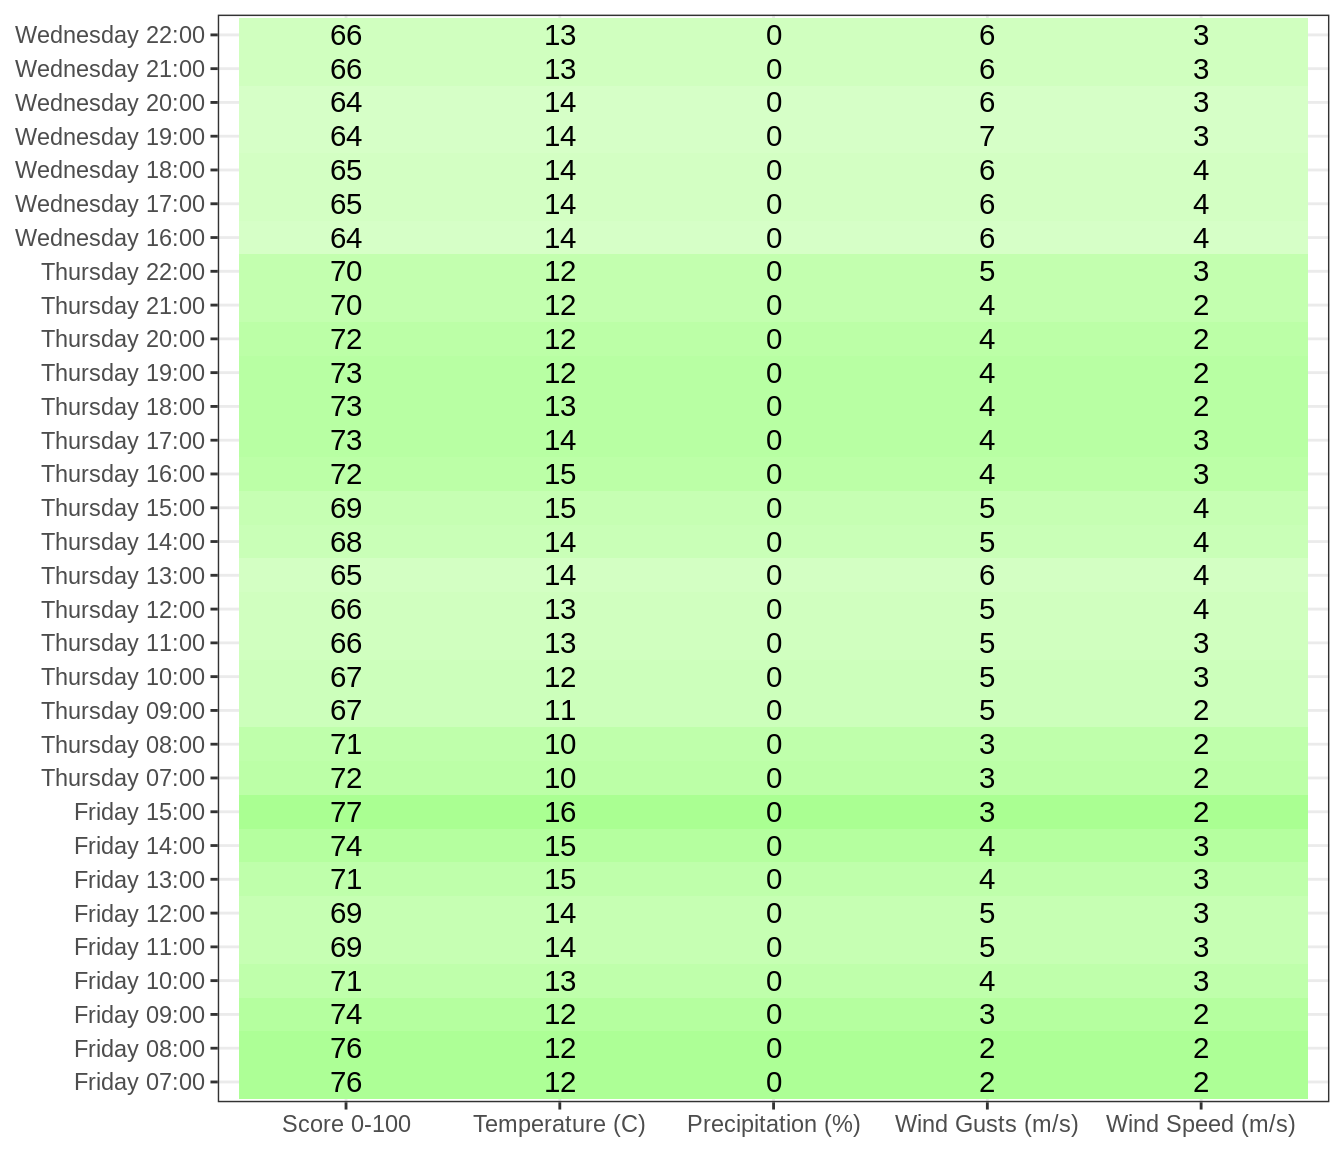 Wednesday 22:00 66 13 0 6 3
Wednesday 21:00 66 13 0 6 3
Wednesday 20:00 64 14 0 6 3
Wednesday 19:00 64 14 0 7 3
Wednesday 18:00 65 14 0 6 4
Wednesday 17:00 65 14 0 6 4
Wednesday 16:00 64 14 0 6 4
Thursday 22:00 70 12 0 5 3
Thursday 21:00 70 12 0 4 2
Thursday 20:00 72 12 0 4 2
Thursday 19:00 73 12 0 4 2
Thursday 18:00 73 13 0 4 2
Thursday 17:00 73 14 0 4 3
Thursday 16:00 72 15 0 4 3
Thursday 15:00 69 15 0 5 4
Thursday 14:00 68 14 0 5 4
Thursday 13:00 65 14 0 6 4
Thursday 12:00 66 13 0 5 4
Thursday 11:00 66 13 0 5 3
Thursday 10:00 67 12 0 5 3
Thursday 09:00 67 11 0 5 2
Thursday 08:00 71 10 0 3 2
Thursday 07:00 72 10 0 3 2
Friday 15:00 77 16 0 3 2
Friday 14:00 74 15 0 4 3
Friday 13:00 71 15 0 4 3
Friday 12:00 69 14 0 5 3
Friday 11:00 69 14 0 5 3
Friday 10:00 71 13 0 4 3
Friday 09:00 74 12 0 3 2
Friday 08:00 76 12 0 2 2
Friday 07:00 76 12 0 2 2
Score 0-100 Temperature (C) Precipitation (%) Wind Gusts (m/s) Wind Speed (m/s)